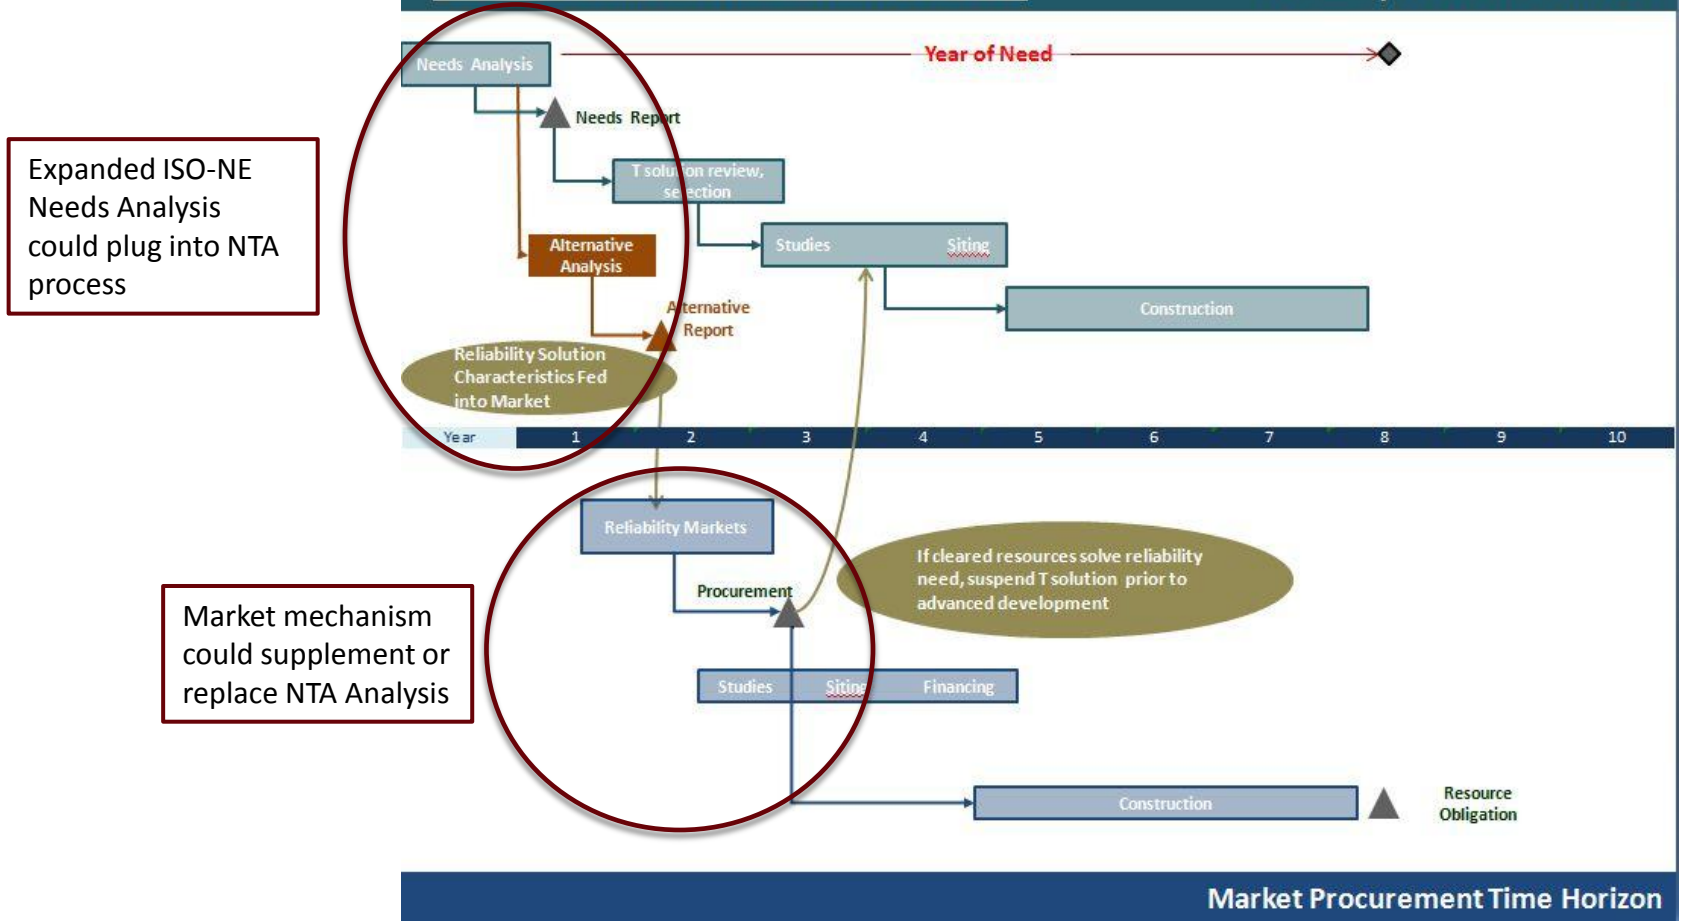 Needs Analysis
Year of Need
Needs Report
Expanded ISO-NE
Needs Analysis
could plug into NTA
process
T solution review,
selection
Alternative
Analysis
Studies Siting
Construction
Alternative
Report
Reliability Solution
Characteristics Fed
into Market
Year 1 2 3 4 5 6 7 8 9 10
Reliability Markets
If cleared resources solve reliability
need, suspend T solution prior to
advanced development
Procurement
Market mechanism
could supplement or
replace NTA Analysis
Studies Siting Financing
Construction
Resource
Obligation
Market Procurement Time Horizon